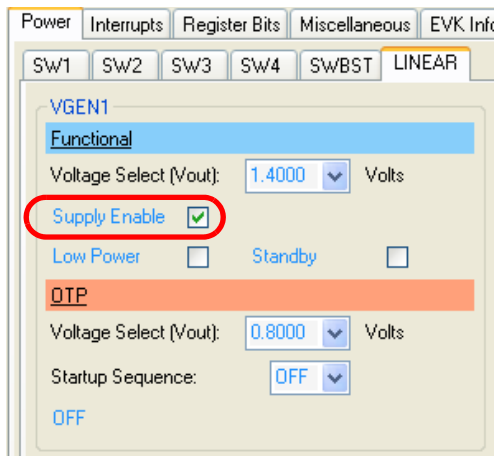 Power Interrupts Register Bits Miscellaneous EVK Info
SW1 SW2 SW3 SW4 SWBST LINEAR
VGEN1
Functional
Voltage Select (Vout): 1.4000 Volts
Supply Enable
Low Power Standby
OTP
Voltage Select (Vout): 0.8000 Volts
Startup Sequence: OFF
OFF